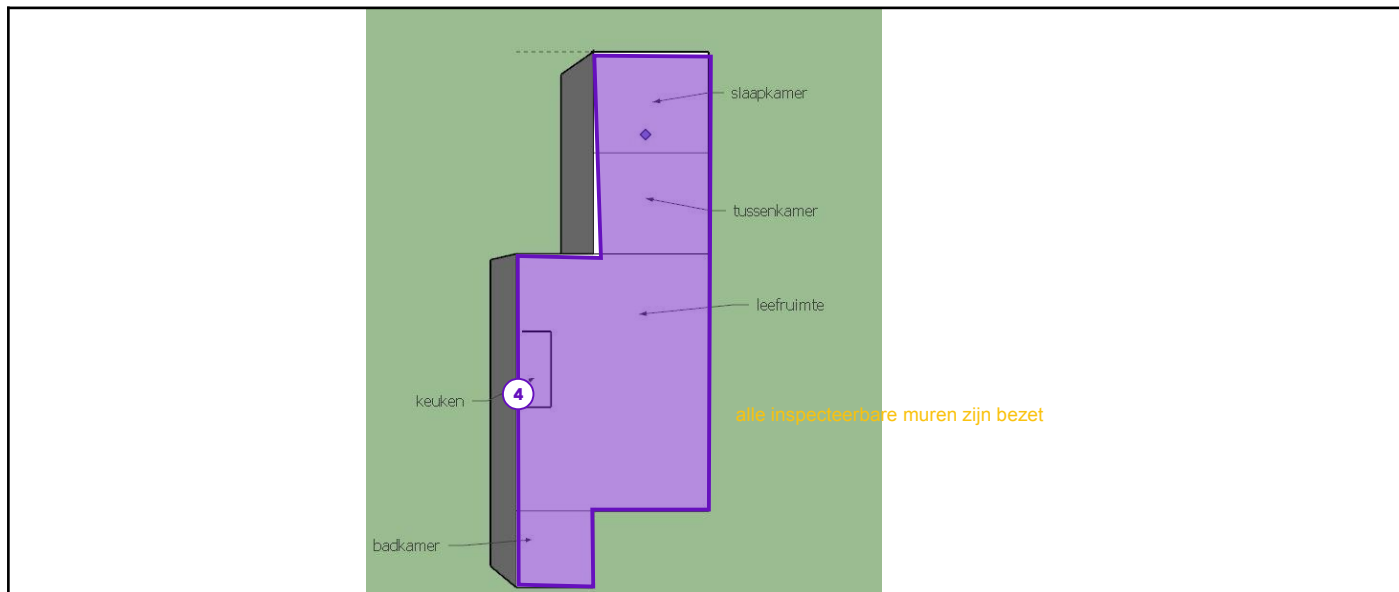 slaapkamer
tussenkamer
leefruimte
4
keuken
alle inspecteerbare muren zijn bezet
badkamer